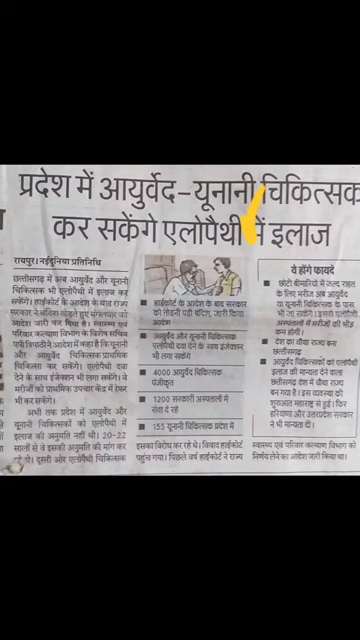 प्रदेश में आयुर्वेद-यूनानी चिकित्सक
कर सकेंगे एलोपैथी में इलाज
रायपुर। नईदुनिया प्रतिनिधि
छत्तीसगढ़ में अब आयुर्वेद और यूनानी
चिकित्सक भी एलोपैथी में इलाज कर
सकेंगे। हाईकोर्ट के आदेश के बाद राज्य
सरकार ने बंदिश खोलते हुए मंगलवार को
आदेश जारी कर दिया है। स्वास्थ्य एवं
परिवार कल्याण विभाग के विशेष सचिव
एपी त्रिपाठी ने आदेश में कहा है कि यूनानी
और आयुर्वेद चिकित्सक प्राथमिक
चिकित्सा कर सकेंगे। एलोपैथी दवा
देने के साथ इंजेक्शन भी लगा सकेंगे। वे
मरीजों को प्राथमिक उपचार केंद्र में रेफर
भी कर सकेंगे।
अभी तक प्रदेश में आयुर्वेद और
यूनानी चिकित्सकों को एलोपैथी में
इलाज की अनुमति नहीं थी। 20-22
सालों से वे इसकी अनुमति की मांग कर
रहे थे। दूसरी ओर एलोपैथी चिकित्सक
हाईकोर्ट के आदेश के बाद सरकार
को तोड़नी पड़ी बंदिश, जारी किया
आदेश
आयुर्वेद और यूनानी चिकित्सक
एलोपैथी दवा देने के साथ इंजेक्शन
भी लगा सकेंगे
4000 आयुर्वेद चिकित्सक
पंजीकृत
1200 सरकारी अस्पतालों में
सेवा दे रहे
155 यूनानी चिकित्सक प्रदेश में
इसका विरोध कर रहे थे। विवाद हाईकोर्ट
पहुंच गया। पिछले वर्ष हाईकोर्ट ने राज्य
ये होंगे फायदे
छोटी बीमारियों में जल्द राहत
के लिए मरीज अब आयुर्वेद
या यूनानी चिकित्सक के पास
भी जा सकेंगे। इससे एलोपैथी
अस्पतालों में मरीजों की भीड़
कम होगी।
देश का चौथा राज्य बना
छत्तीसगढ़
आयुर्वेद चिकित्सकों को एलोपैथी
इलाज की मान्यता देने वाला
छत्तीसगढ़ देश में चौथा राज्य
बन गया है। इस व्यवस्था की
शुरुआत महाराष्ट्र से हुई। फिर
हरियाणा और उत्तरप्रदेश सरकार
ने भी मान्यता दी।
स्वास्थ्य एवं परिवार कल्याण विभाग को
निर्णय लेने का आदेश जारी किया था।